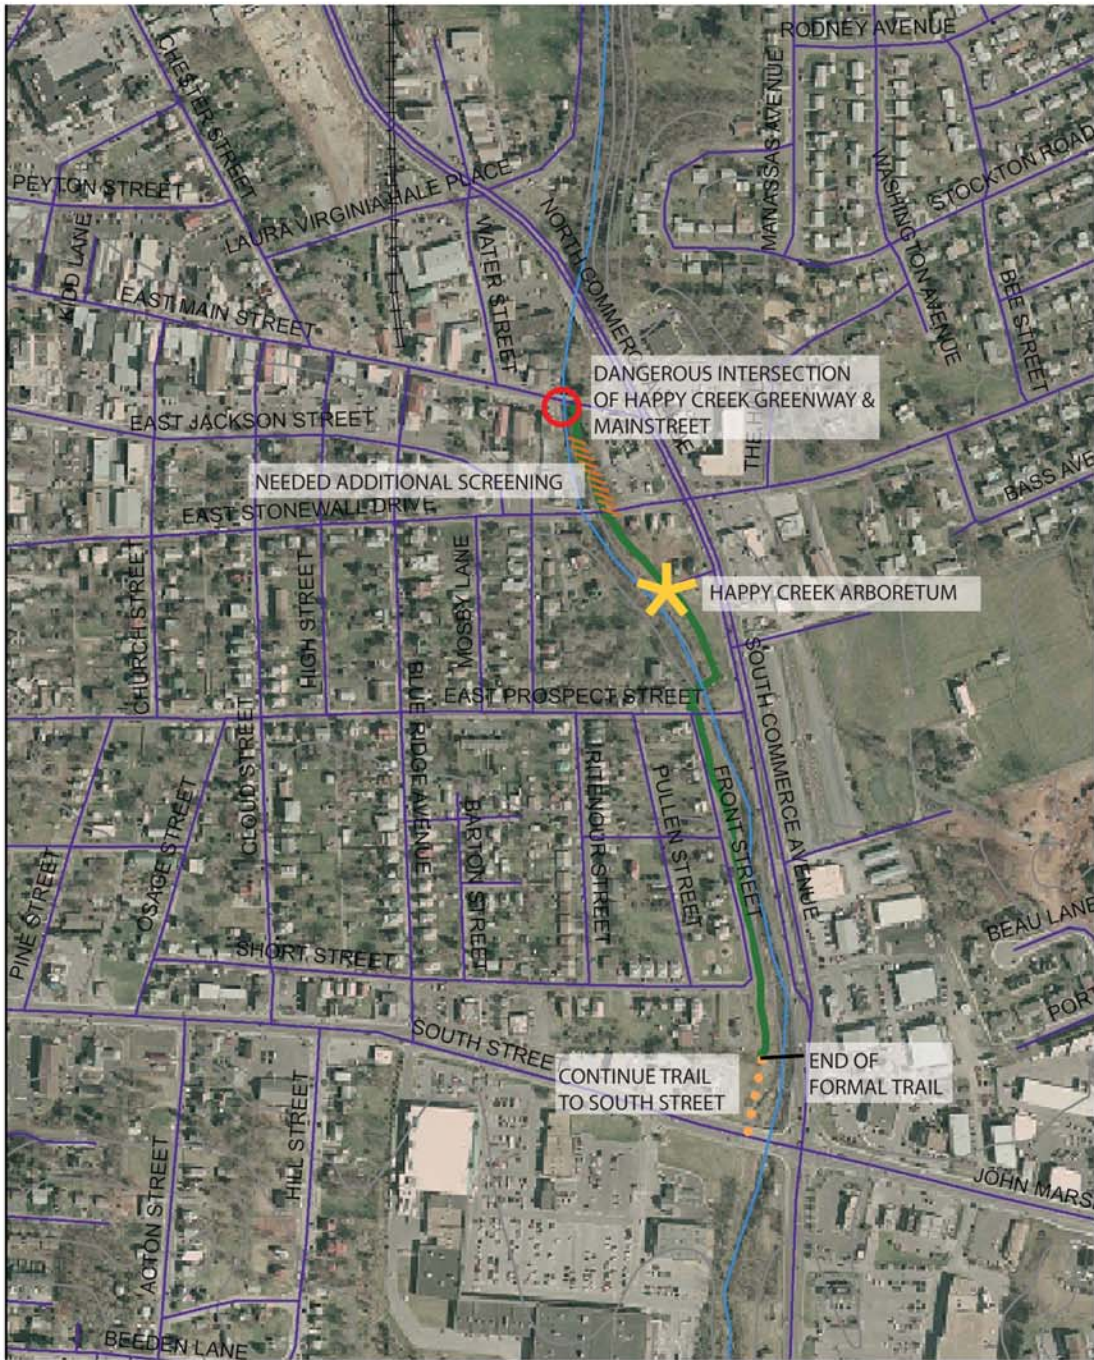 RODNEY AVENUE
CHESTER STREET
MANASSAS AVENUE
WASHINGTON AVENUE
STOCKTON ROAD
PEYTON STREET
LAURA VIRGINIA HALE PLACE
NORTH COMMERCE
KIDD LANE
WATER STREET
BEE STREET
EAST MAIN STREET
DANGEROUS INTERSECTION
OF HAPPY CREEK GREENWAY &
MAINSTREET
EAST JACKSON STREET
THE H
NEEDED ADDITIONAL SCREENING
BASS AVE
EAST STONEWALL DRIVE
HAPPY CREEK ARBORETUM
CHURCH STREET
HIGH STREET
MOSBY LANE
EAST PROSPECT STREET
SOUTH COMMERCE AVENUE
CLOUD STREET
BLUE RIDGE AVENUE
RITENOUR STREET
PULLEN STREET
FRONT STREET
BARTON STREET
OSAGE STREET
PINE STREET
BEAU LANE
SHORT STREET
PORT
SOUTH STREE
CONTINUE TRAIL
TO SOUTH STREET
END OF
FORMAL TRAIL
ACTON STREET
HILL STREET
JOHN MARS
BEEDEN LANE